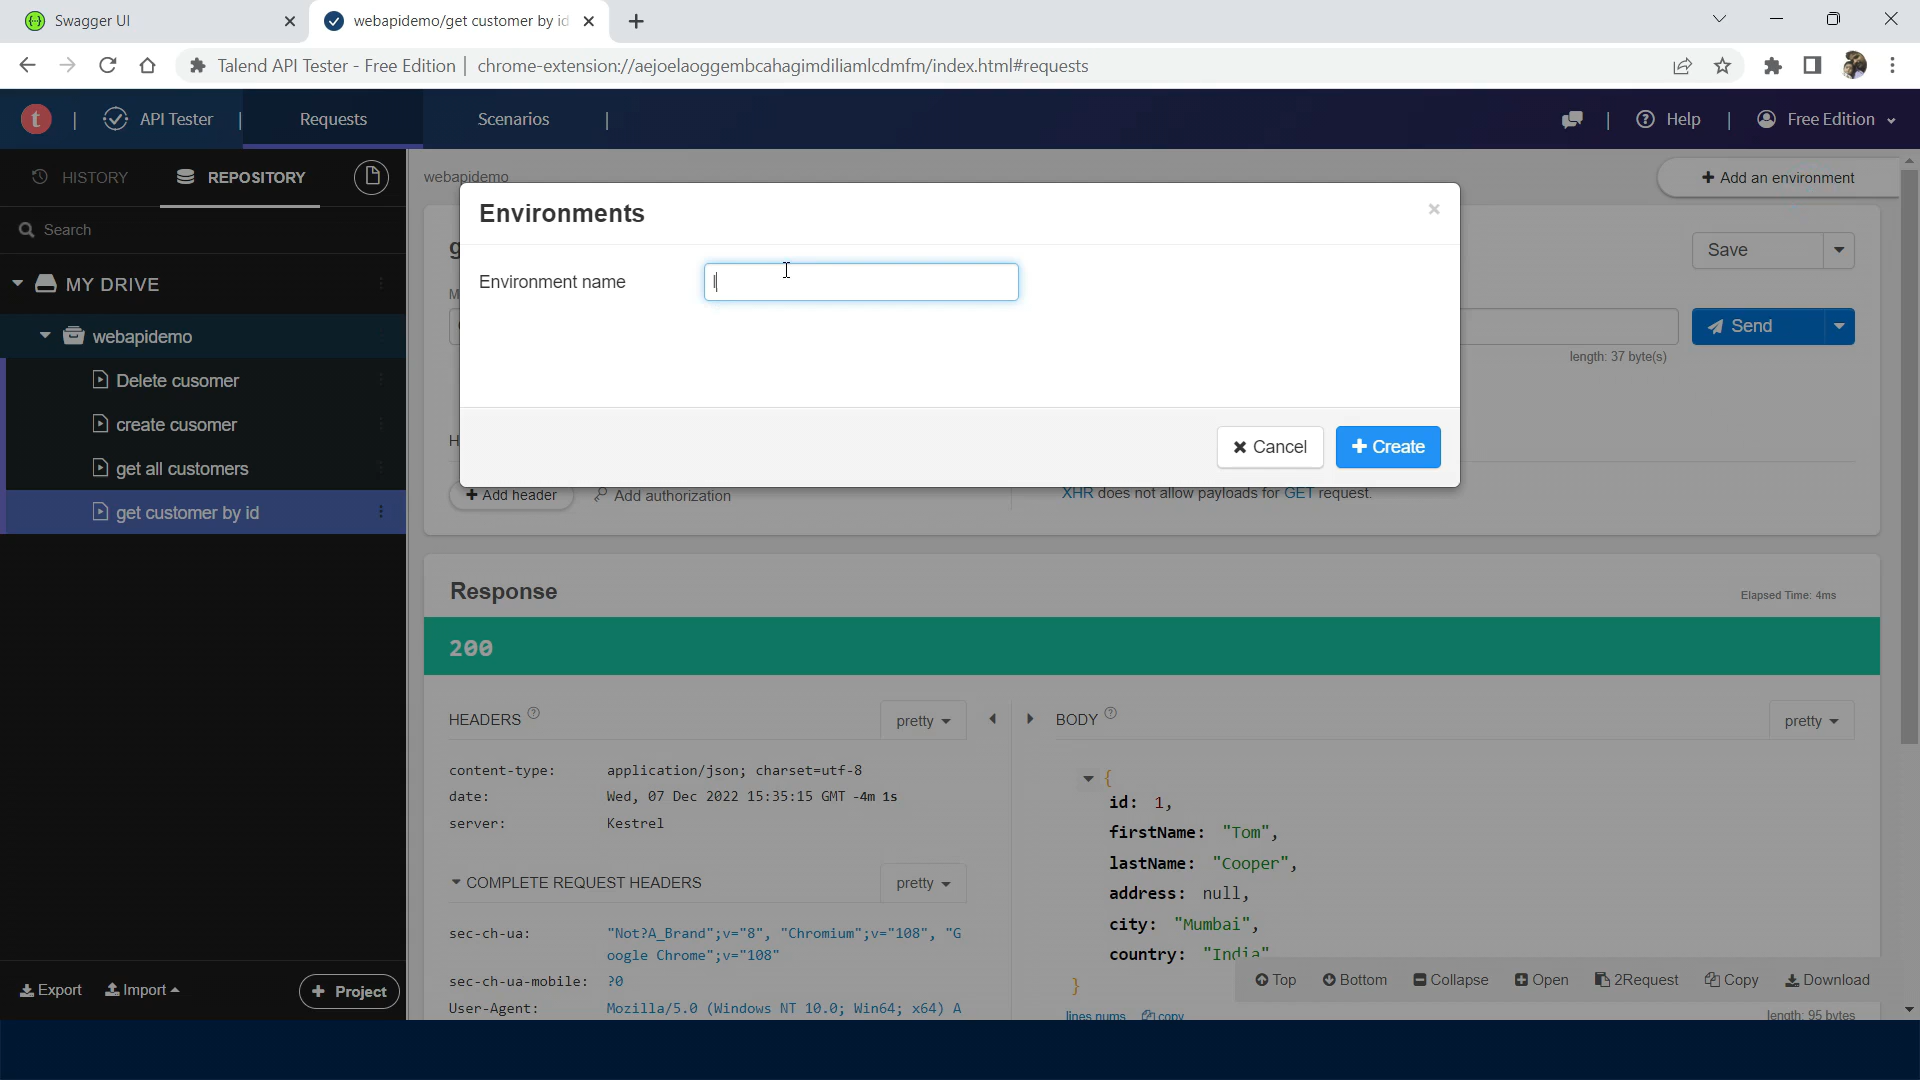 Swagger UI
webapidemo/get customer by id
Talend API Tester - Free Edition | chrome-extension://aejoelaoggembcahagimdiliamlcdmfm/index.html#requests
t | API Tester | Requests Scenarios | | Help | Free Edition
HISTORY REPOSITORY
webapidemo
+ Add an environment
Search
Environments ×
Save
MY DRIVE
Environment name
webapidemo
Send
length: 37 byte(s)
Delete cusomer
create cusomer
Cancel + Create
get all customers
+ Add header Add authorization XHR does not allow payloads for GET request.
get customer by id
Response Elapsed Time: 4ms
200
HEADERS ? pretty BODY ? pretty
content-type: application/json; charset=utf-8
date: Wed, 07 Dec 2022 15:35:15 GMT -4m 1s
server: Kestrel
{
id: 1,
firstName: "Tom",
lastName: "Cooper",
address: null,
city: "Mumbai",
country: "India"
}
COMPLETE REQUEST HEADERS pretty
sec-ch-ua: "Not?A_Brand";v="8", "Chromium";v="108", "G
oogle Chrome";v="108"
sec-ch-ua-mobile: ?0
User-Agent: Mozilla/5.0 (Windows NT 10.0; Win64; x64) A
Top Bottom Collapse Open 2Request Copy Download
lines nums copy length: 95 bytes
Export Import + Project